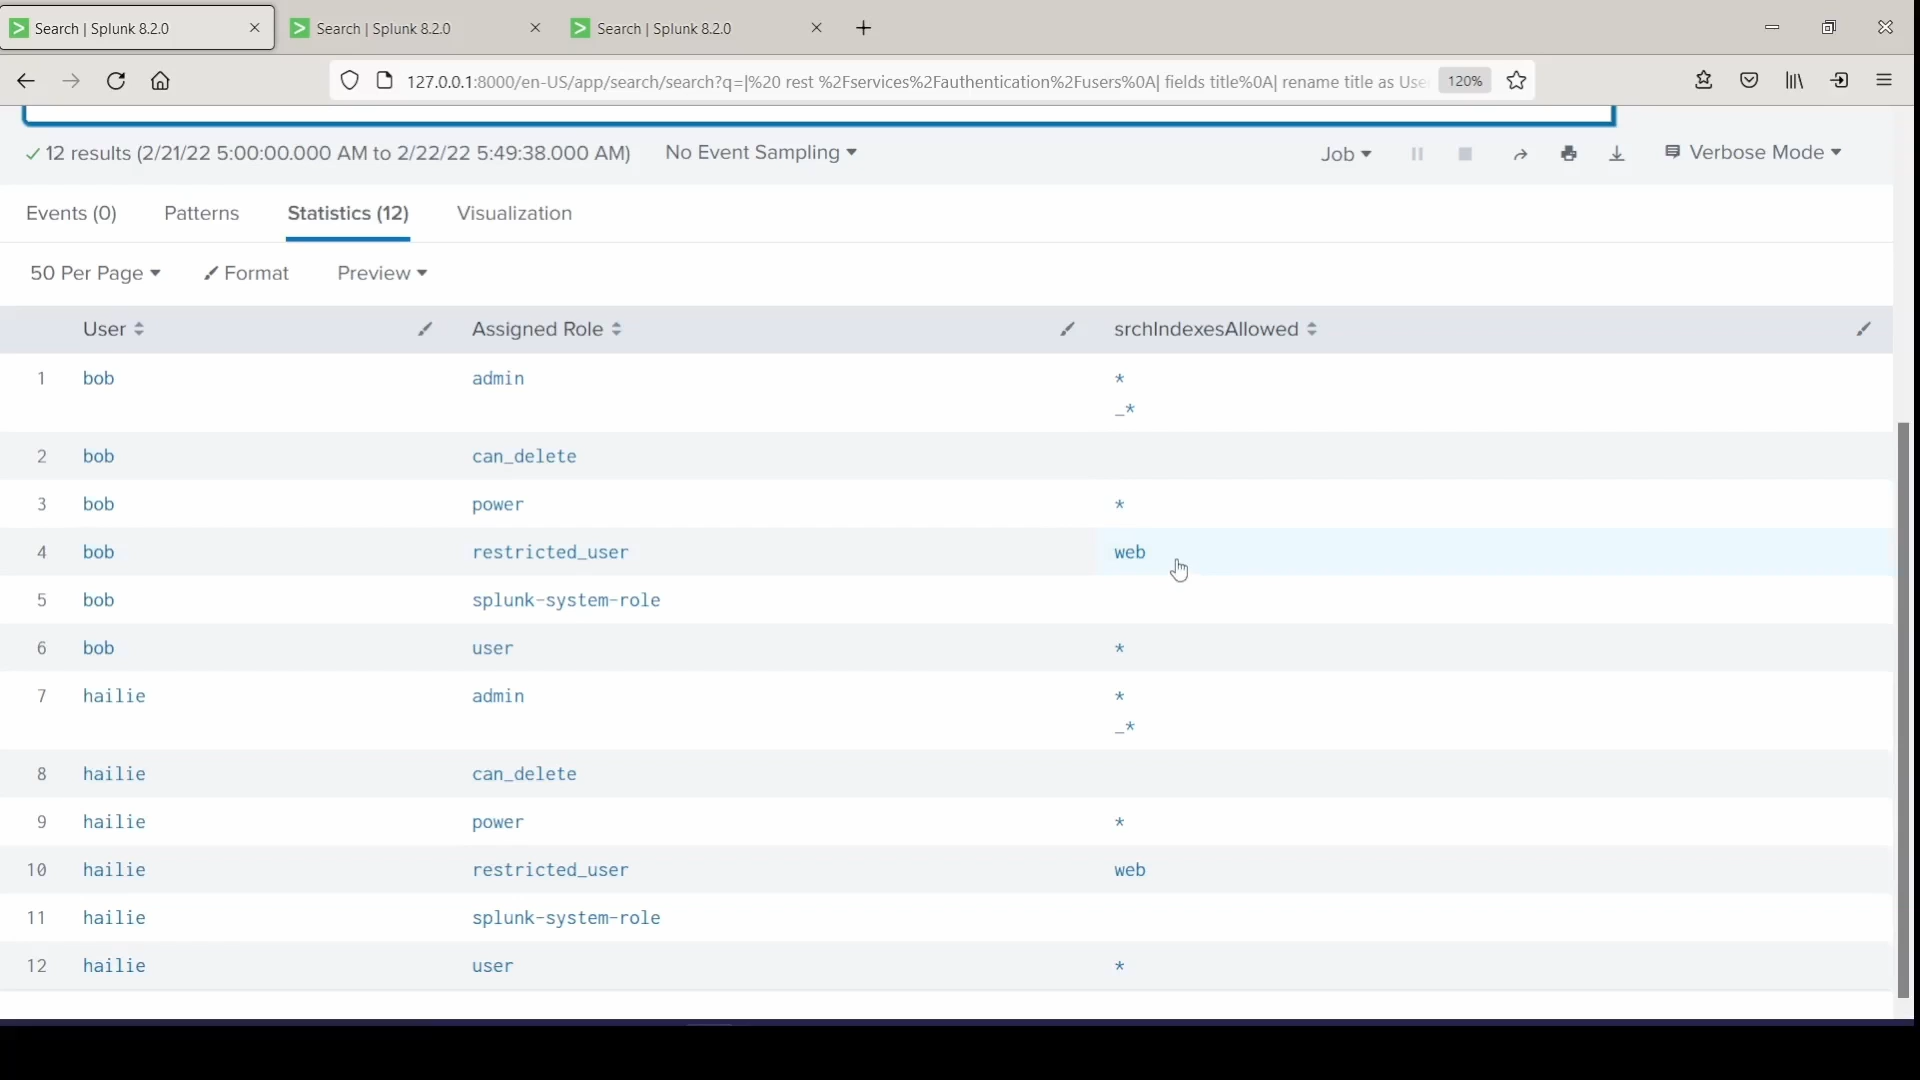 Search | Splunk 8.2.0
Search | Splunk 8.2.0
Search | Splunk 8.2.0
127.0.0.1:8000/en-US/app/search/search?q=|%20 rest %2Fservices%2Fauthentication%2Fusers%0A| fields title%0A| rename title as Use
120%
12 results (2/21/22 5:00:00.000 AM to 2/22/22 5:49:38.000 AM) No Event Sampling
Job
Verbose Mode
Events (0) Patterns Statistics (12) Visualization
50 Per Page Format Preview
User Assigned Role srchIndexesAllowed
1 bob admin *
_*
2 bob can_delete
3 bob power *
4 bob restricted_user web
5 bob splunk-system-role
6 bob user *
7 hailie admin *
_*
8 hailie can_delete
9 hailie power *
10 hailie restricted_user web
11 hailie splunk-system-role
12 hailie user *